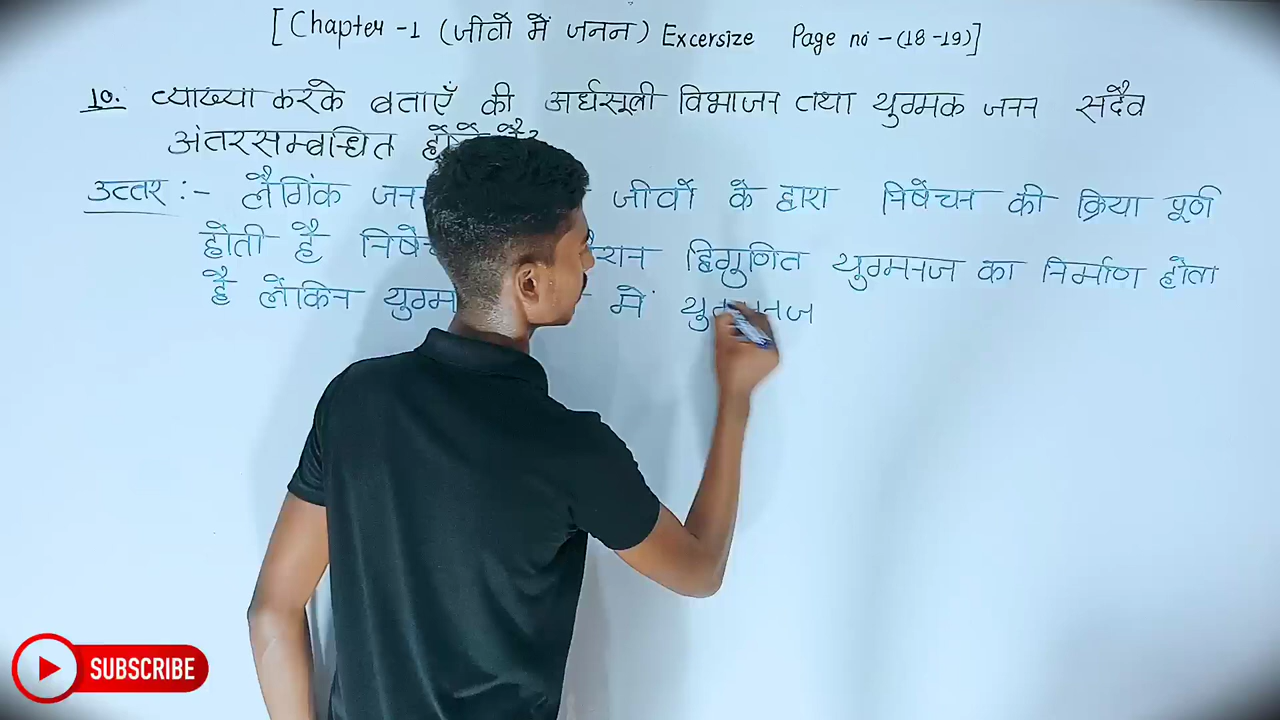 [ Chapter -1 (जीवों में जनन) Excersize Page no - (18 -19)]
10. व्याख्या करके बताएँ की अर्धसूत्री विभाजन तथा युग्मक जनन सदैव
अंतरसम्बन्धित
उत्तर :- लैगिंक जीवों के द्वारा निषेचन की क्रिया पूर्ण
होती है द्विगुणित युग्मनज का निर्माण होता
है लेकिन में
SUBSCRIBE